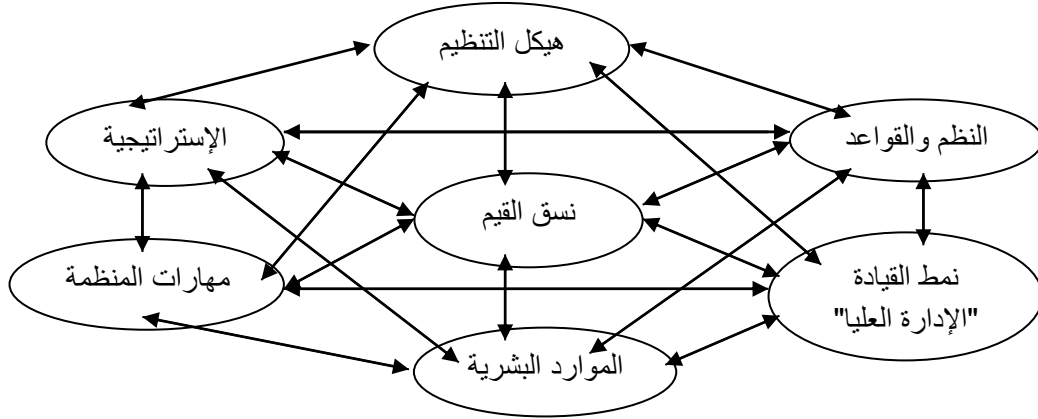 هيكل التنظيم
النظم والقواعد
الإستراتيجية
نسق القيم
نمط القيادة
"الإدارة العليا"
مهارات المنظمة
الموارد البشرية